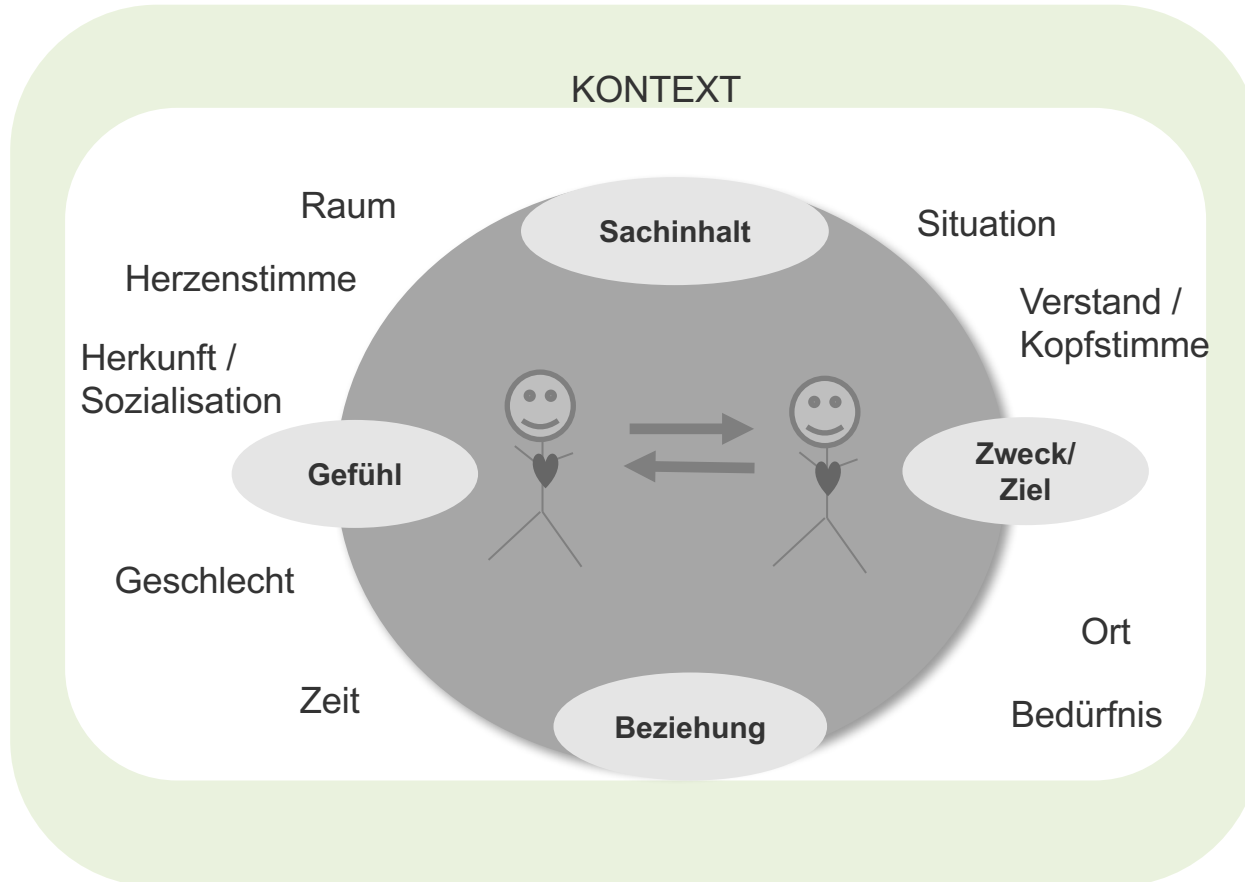 KONTEXT
Raum
Sachinhalt
Situation
Herzenstimme
Verstand /
Kopfstimme
Herkunft /
Sozialisation
Gefühl
Zweck/
Ziel
Geschlecht
Ort
Zeit
Beziehung
Bedürfnis